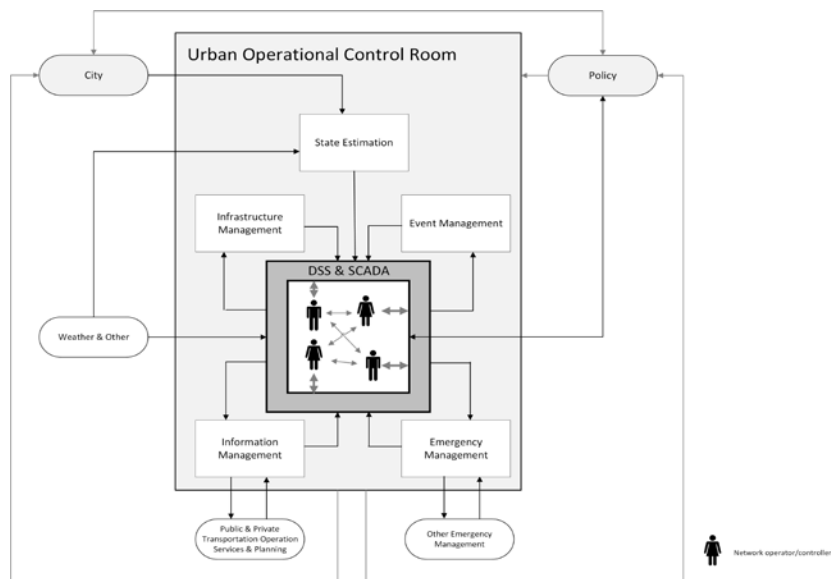 Urban Operational Control Room
City
Policy
State Estimation
Infrastructure
Management
Event Management
DSS & SCADA
Weather & Other
Information
Management
Emergency
Management
Public & Private
Transportation Operation
Services & Planning
Other Emergency
Management
Network operator/controller